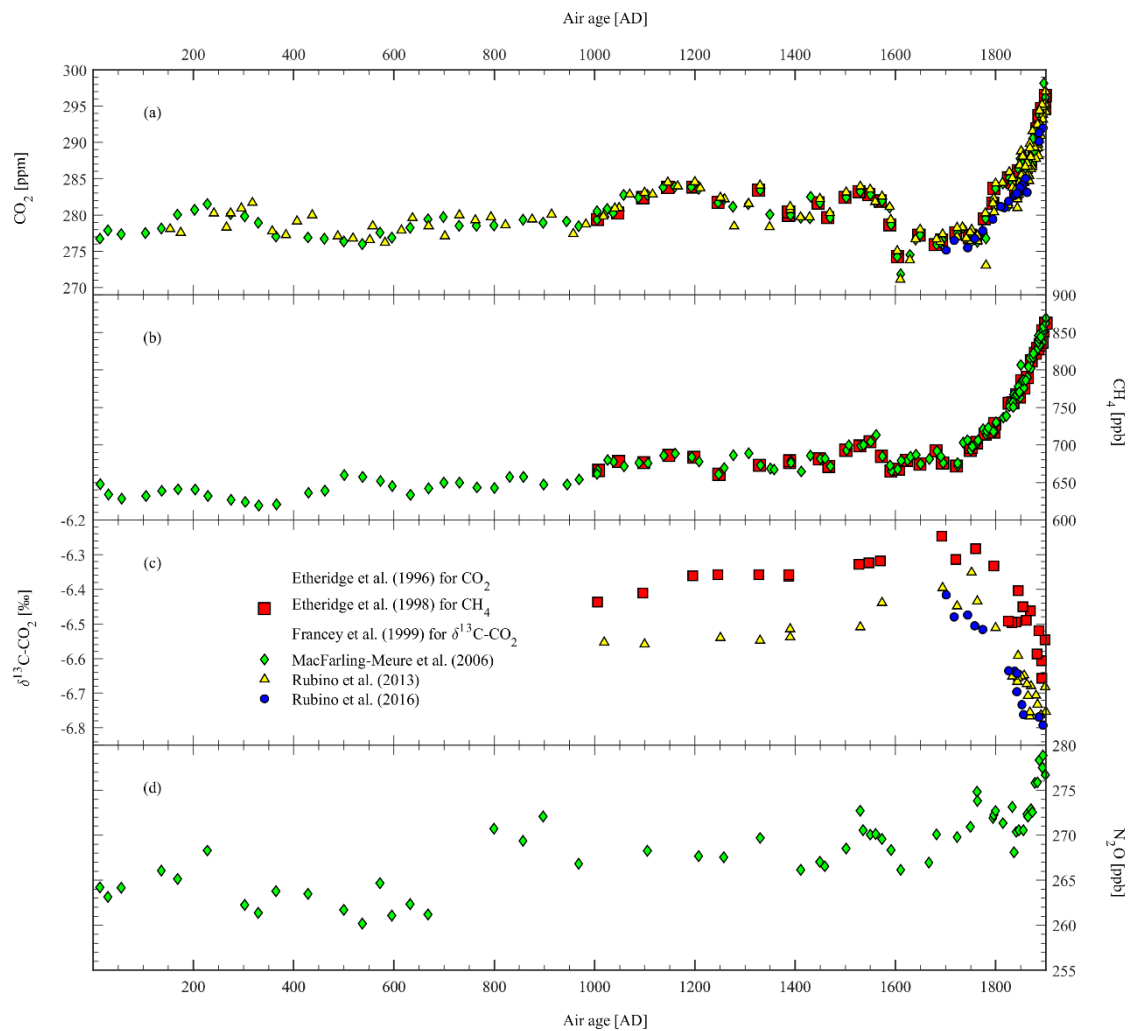 Air age [AD]
200 400 600 800 1000 1200 1400 1600 1800
300
295
290
285
280
275
270
CO2 [ppm]
(a)
900
850
800
750
700
650
600
CH4 [ppb]
(b)
-6.2
-6.3
-6.4
-6.5
-6.6
-6.7
-6.8
δ13C-CO2 [‰]
(c)
Etheridge et al. (1996) for CO2
Etheridge et al. (1998) for CH4
Francey et al. (1999) for δ13C-CO2
MacFarling-Meure et al. (2006)
Rubino et al. (2013)
Rubino et al. (2016)
280
275
270
265
260
255
N2O [ppb]
(d)
200 400 600 800 1000 1200 1400 1600 1800
Air age [AD]